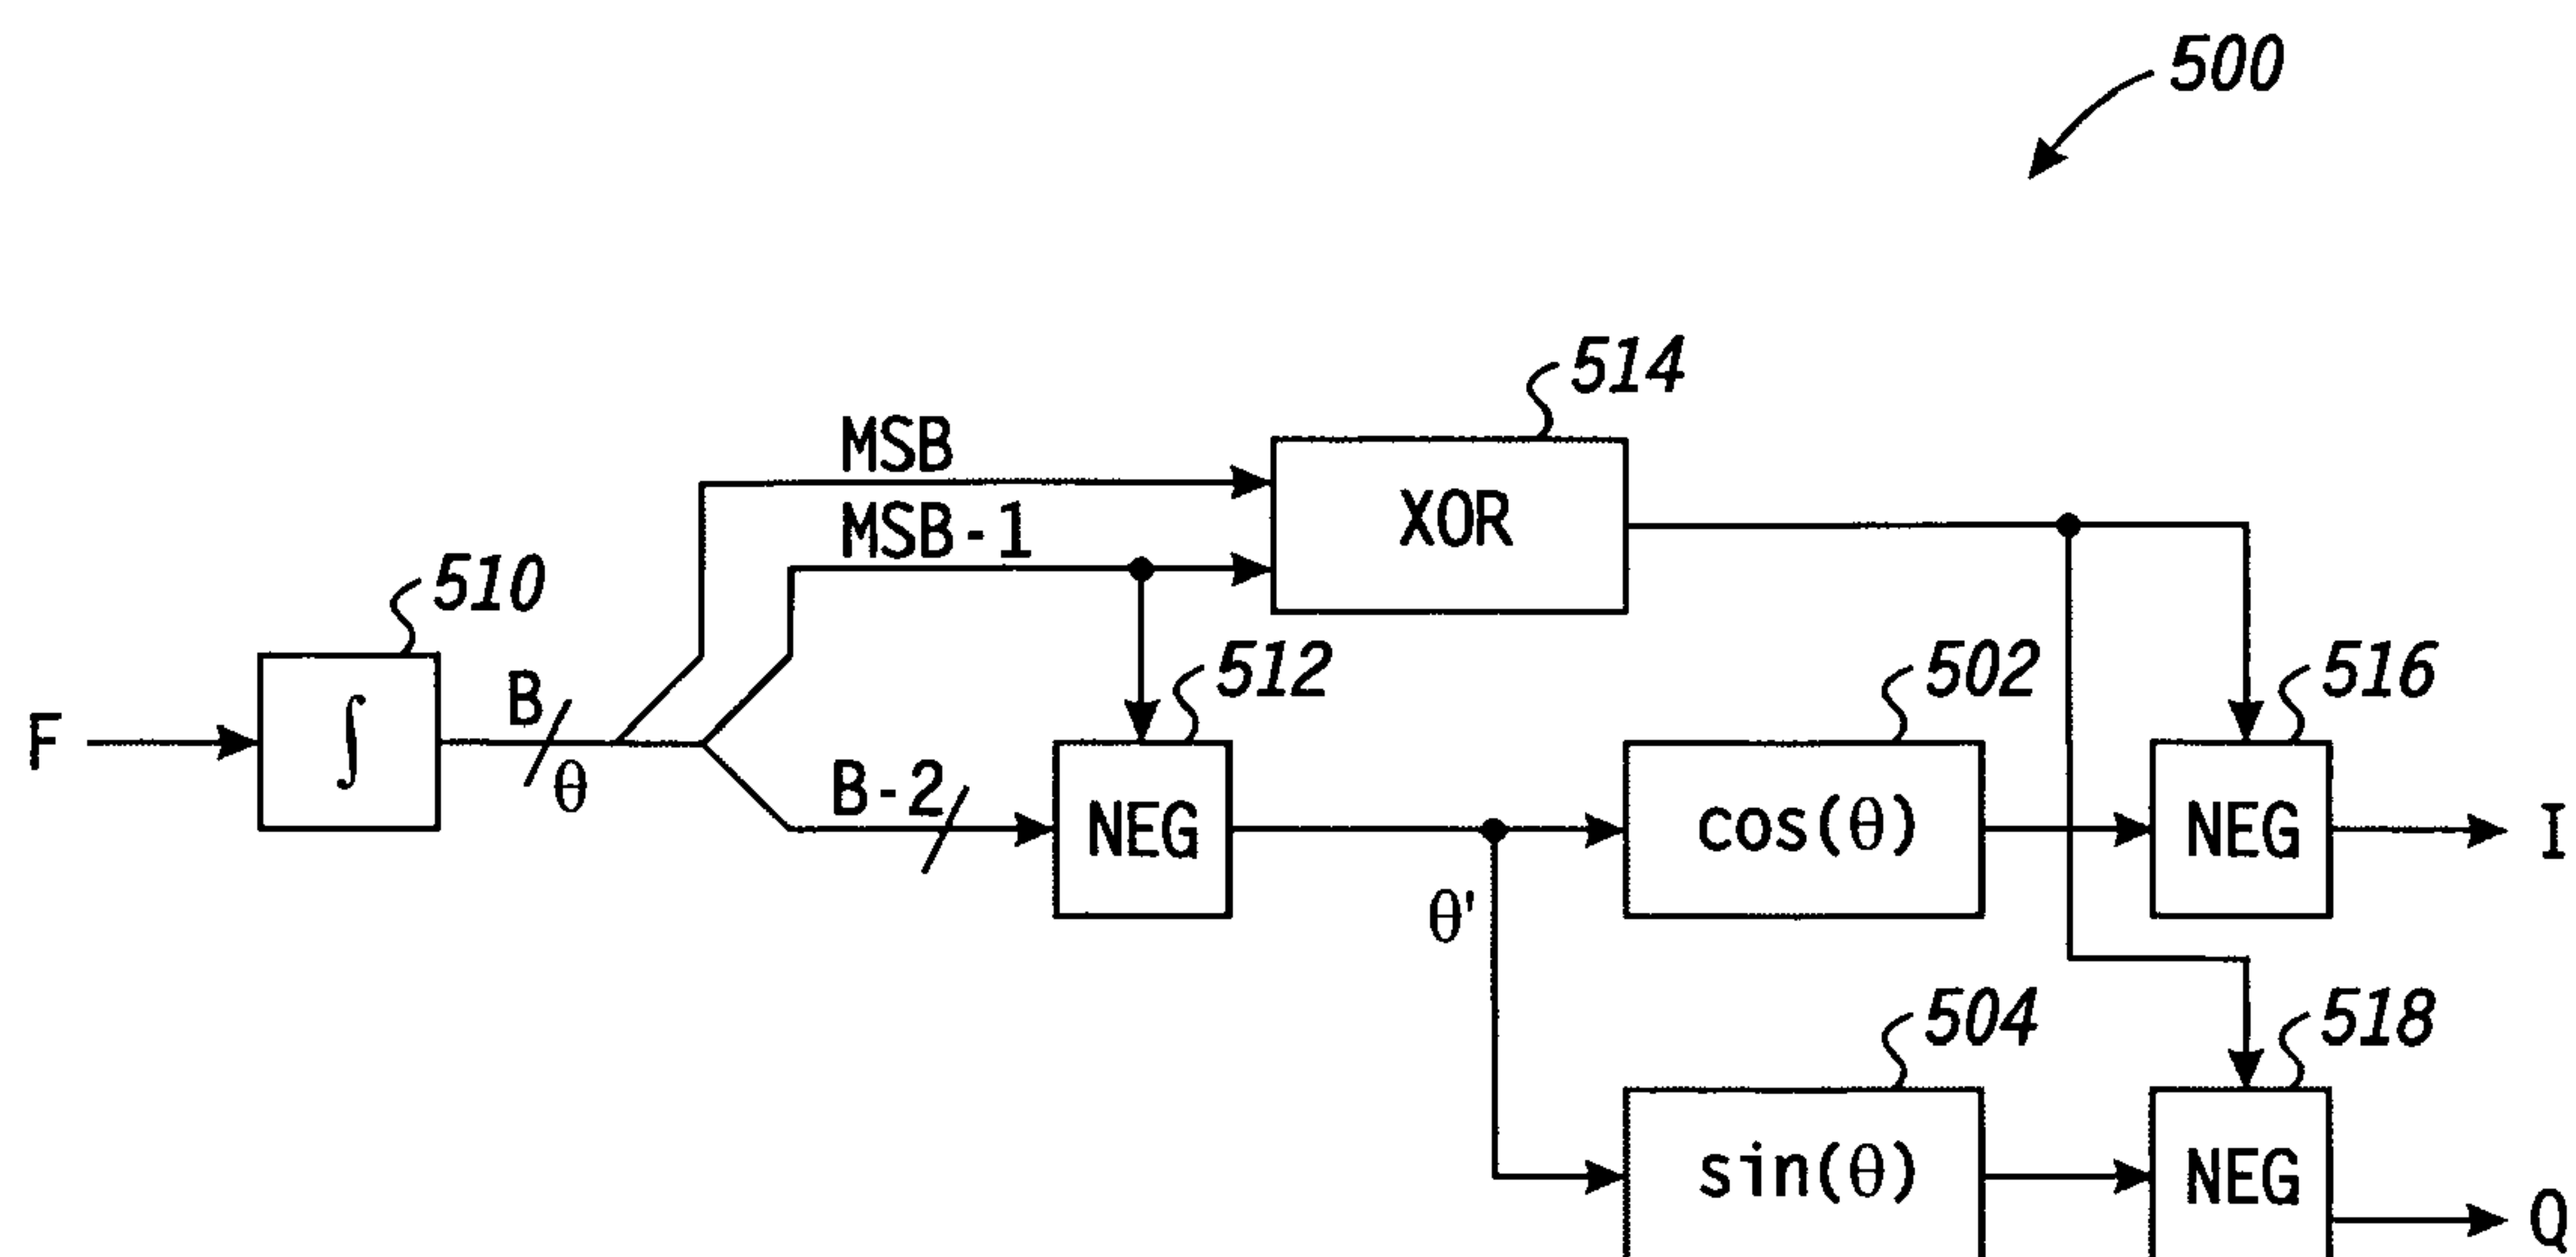 500
514
MSB
XOR
MSB-1
510
512
502
516
B
F
∫
θ
B-2
NEG
cos(θ)
NEG
I
θ'
504
518
sin(θ)
NEG
Q